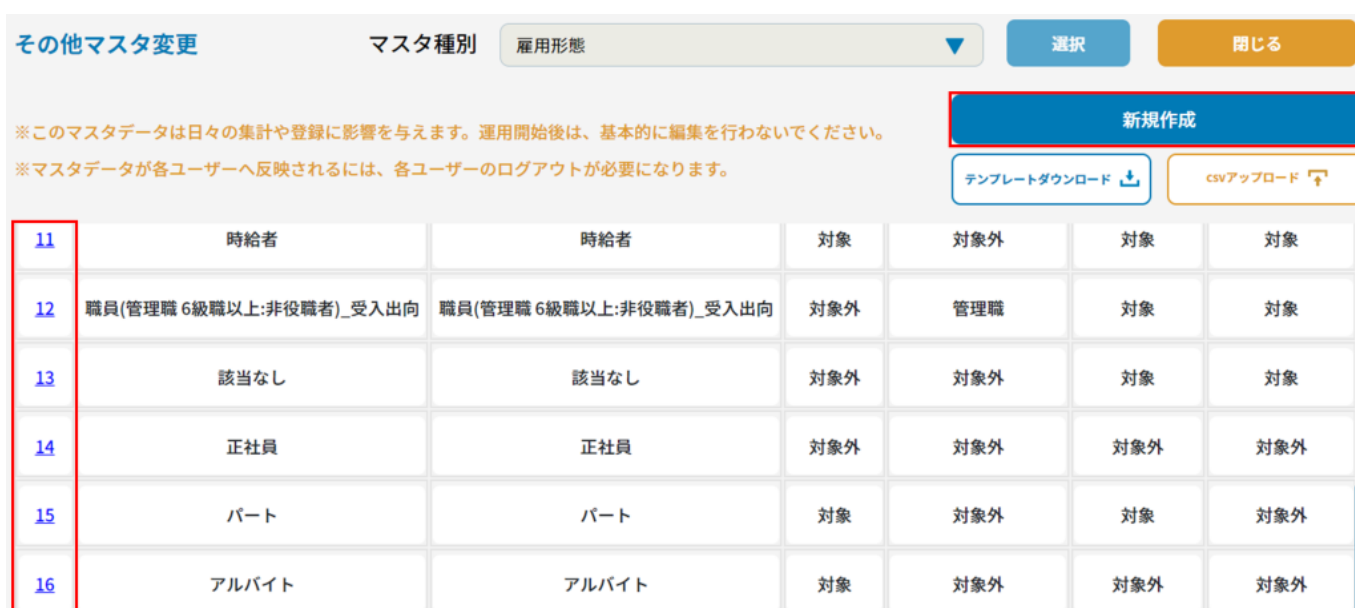 その他マスタ変更 マスタ種別 雇用形態 ▼ 選択 閉じる
新規作成
※このマスタデータは日々の集計や登録に影響を与えます。運用開始後は、基本的に編集を行わないでください。
※マスタデータが各ユーザーへ反映されるには、各ユーザーのログアウトが必要になります。
テンプレートダウンロード csvアップロード
11 時給者 時給者 対象 対象外 対象 対象
12 職員(管理職 6級職以上:非役職者)_受入出向 職員(管理職 6級職以上:非役職者)_受入出向 対象外 管理職 対象 対象
13 該当なし 該当なし 対象外 対象外 対象 対象
14 正社員 正社員 対象外 対象外 対象外 対象外
15 パート パート 対象 対象外 対象 対象外
16 アルバイト アルバイト 対象 対象外 対象外 対象外